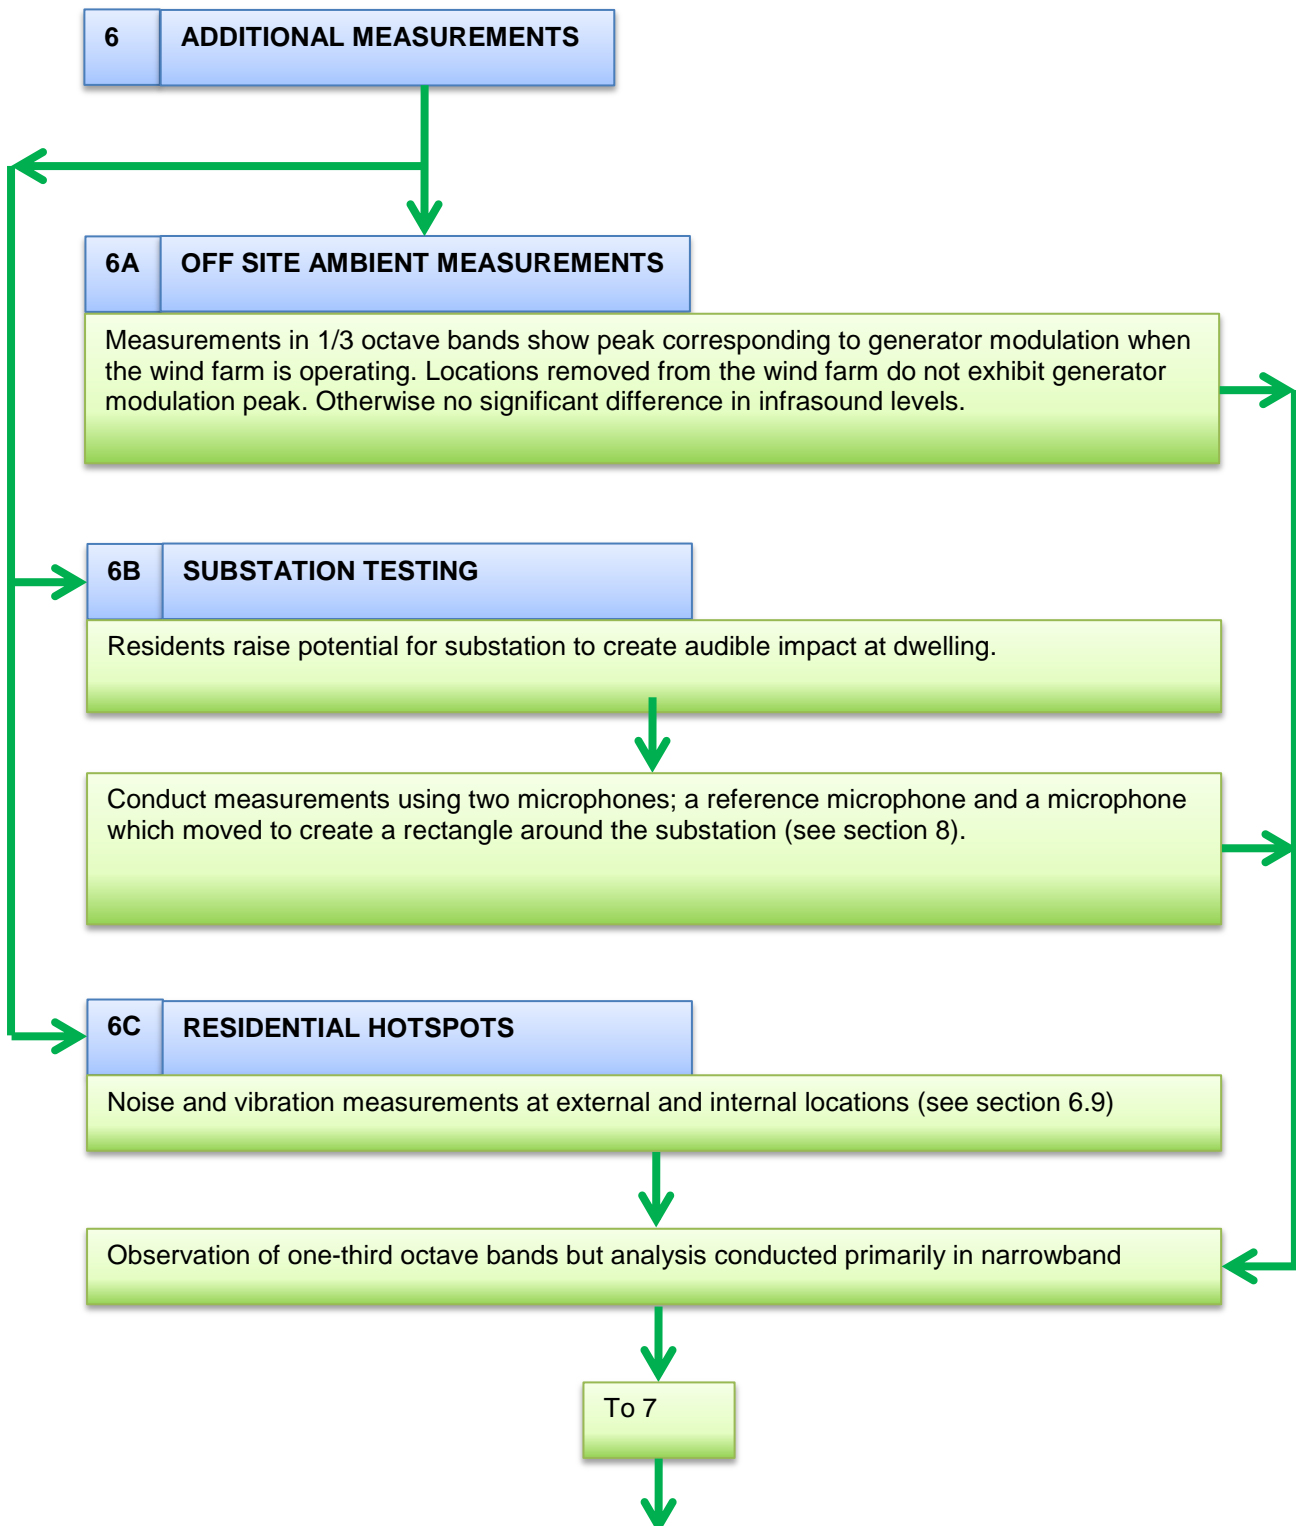 6 ADDITIONAL MEASUREMENTS
6A OFF SITE AMBIENT MEASUREMENTS
Measurements in 1/3 octave bands show peak corresponding to generator modulation when
the wind farm is operating. Locations removed from the wind farm do not exhibit generator
modulation peak. Otherwise no significant difference in infrasound levels.
6B SUBSTATION TESTING
Residents raise potential for substation to create audible impact at dwelling.
Conduct measurements using two microphones; a reference microphone and a microphone
which moved to create a rectangle around the substation (see section 8).
6C RESIDENTIAL HOTSPOTS
Noise and vibration measurements at external and internal locations (see section 6.9)
Observation of one-third octave bands but analysis conducted primarily in narrowband
To 7